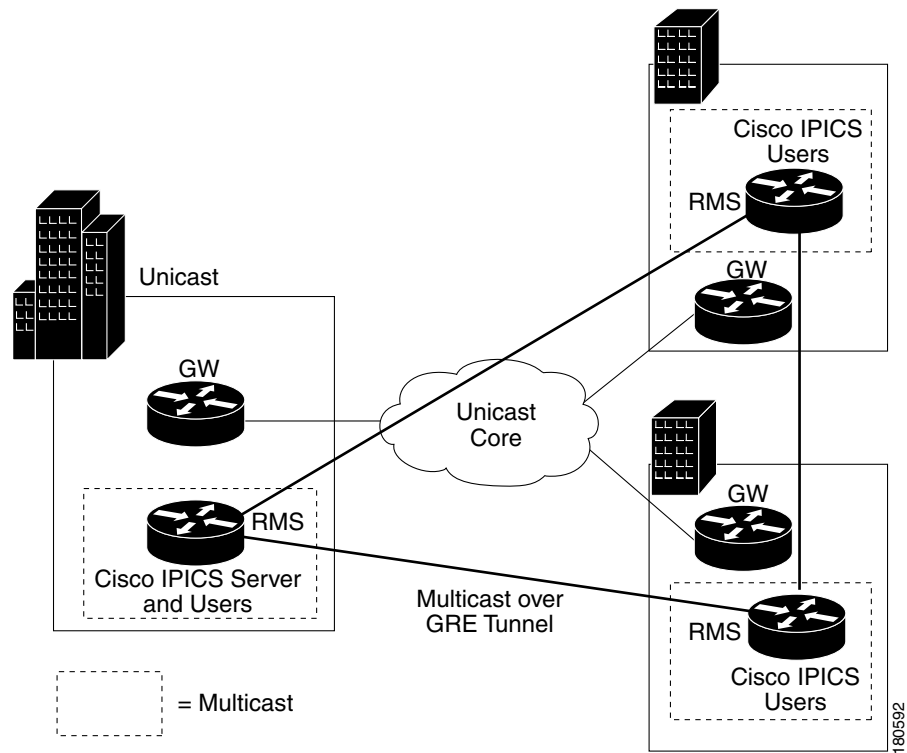 Cisco IPICS
Users
RMS
GW
Unicast
GW
Unicast
Core
RMS
Cisco IPICS Server
and Users
Multicast over
GRE Tunnel
GW
RMS
Cisco IPICS
Users
= Multicast
180592